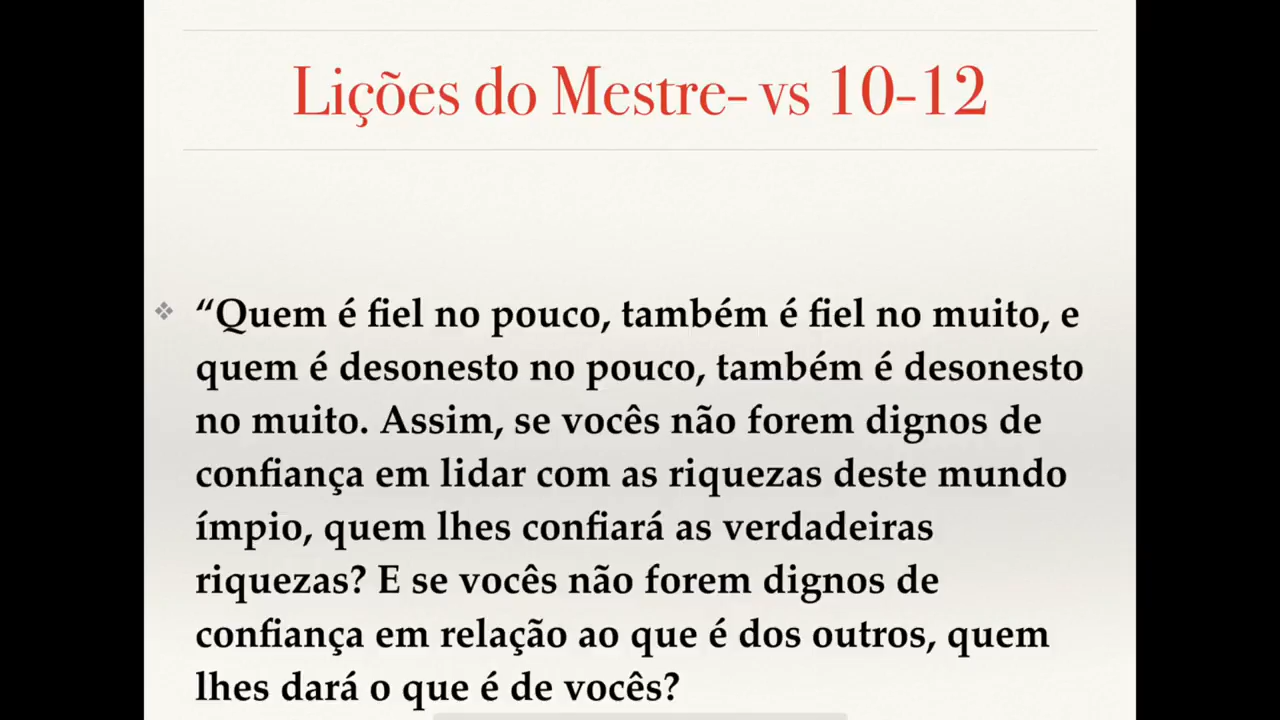 Lições do Mestre- vs 10-12
“Quem é fiel no pouco, também é fiel no muito, e
quem é desonesto no pouco, também é desonesto
no muito. Assim, se vocês não forem dignos de
confiança em lidar com as riquezas deste mundo
ímpio, quem lhes confiará as verdadeiras
riquezas? E se vocês não forem dignos de
confiança em relação ao que é dos outros, quem
lhes dará o que é de vocês?